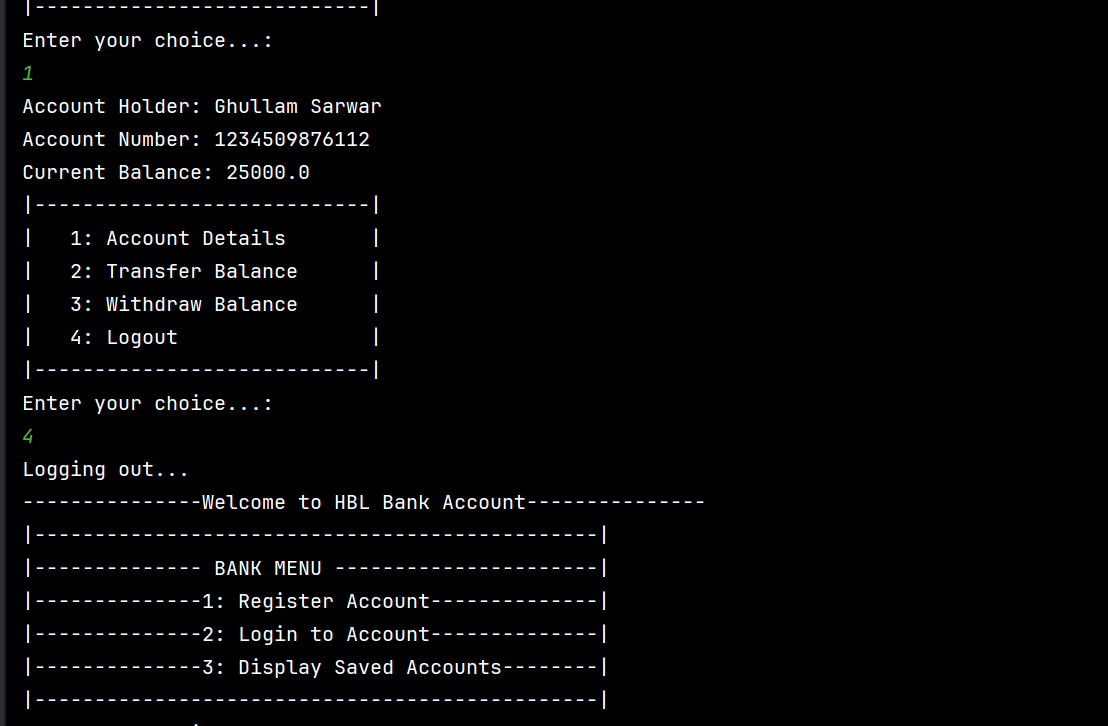 |----------------------------|
Enter your choice...:
1
Account Holder: Ghullam Sarwar
Account Number: 1234509876112
Current Balance: 25000.0
|----------------------------|
|   1: Account Details       |
|   2: Transfer Balance      |
|   3: Withdraw Balance      |
|   4: Logout                |
|----------------------------|
Enter your choice...:
4
Logging out...
---------------Welcome to HBL Bank Account---------------
|-----------------------------------------------|
|-------------- BANK MENU ----------------------|
|--------------1: Register Account--------------|
|--------------2: Login to Account--------------|
|--------------3: Display Saved Accounts--------|
|-----------------------------------------------|